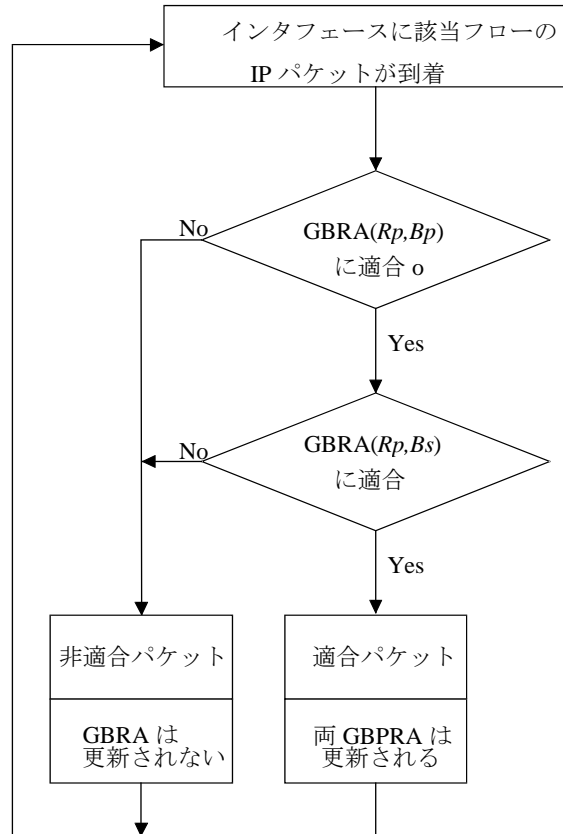 インタフェースに該当フローの
IP パケットが到着
No
GBRA(Rp,Bp)
に適合 o
Yes
No
GBRA(Rp,Bs)
に適合
Yes
非適合パケット
GBRA は
更新されない
適合パケット
両 GBPRA は
更新される